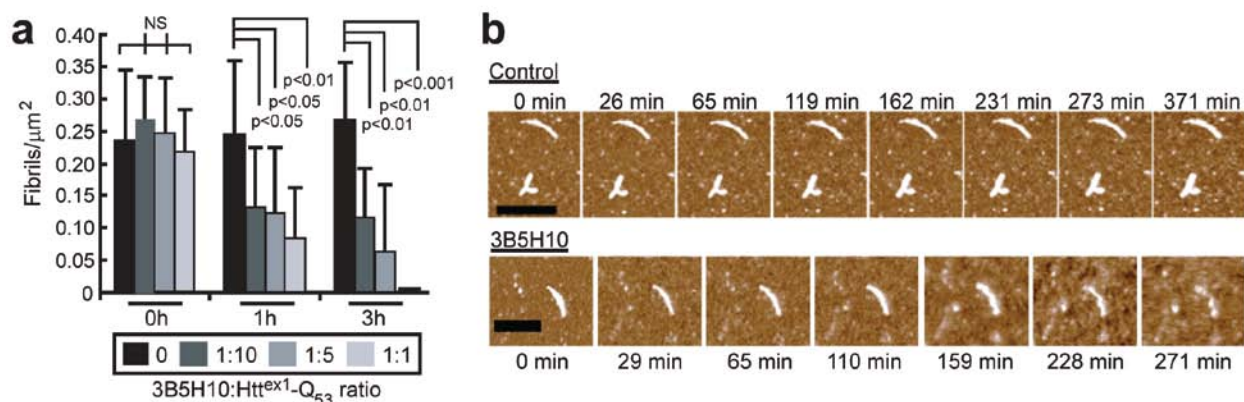 a
NS
0.40
0.35
0.30
0.25
0.20
0.15
0.10
0.05
0
Fibrils/μm²
p<0.01
p<0.05
p<0.05
p<0.001
p<0.01
p<0.01
0h 1h 3h
0 1:10 1:5 1:1
3B5H10:Httᵉˣ¹-Q₅₃ ratio
b
Control
0 min 26 min 65 min 119 min 162 min 231 min 273 min 371 min
3B5H10
0 min 29 min 65 min 110 min 159 min 228 min 271 min